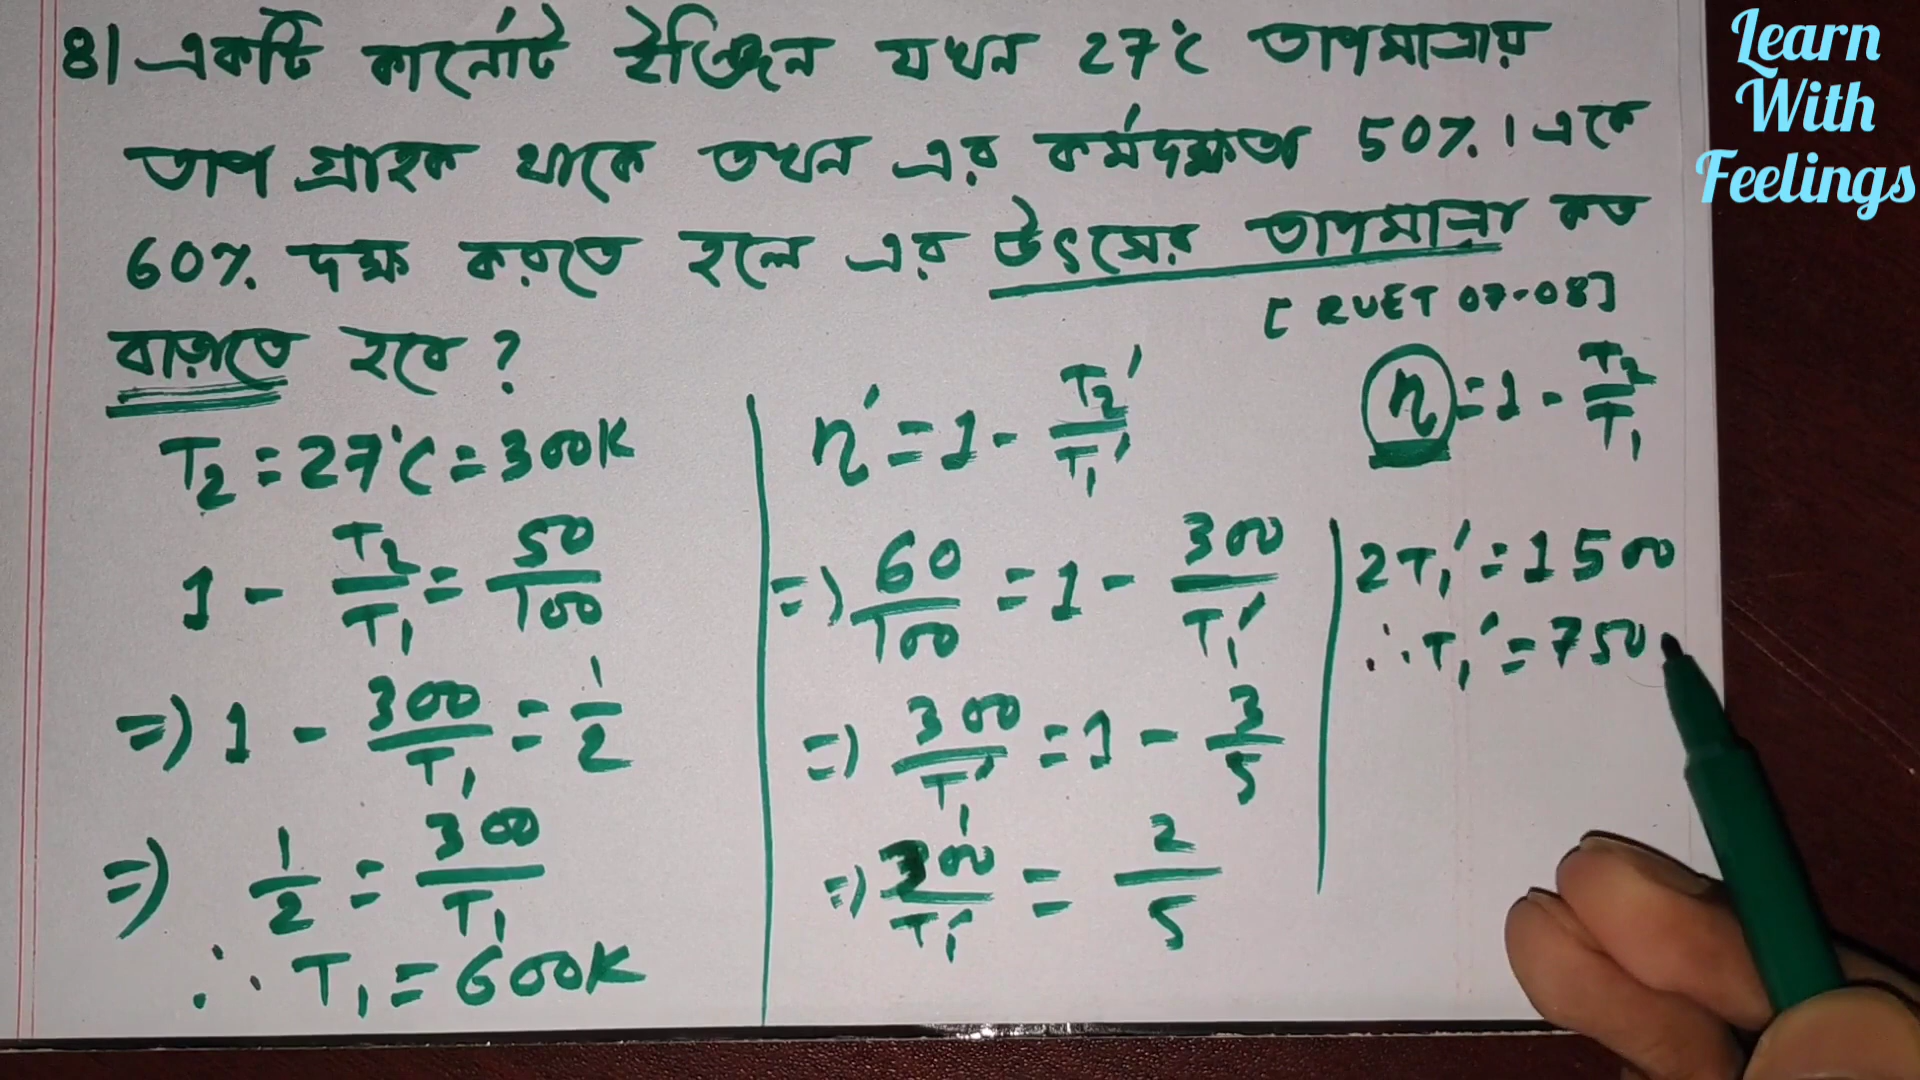 8। একটি কার্নোট ইঞ্জিন যখন 27°C তাপমাত্রায়
তাপ গ্রাহক থাকে তখন এর কর্মদক্ষতা 50%। একে
60% দক্ষ করতে হলে এর উৎসের তাপমাত্রা কত
[RUET 07-08]
বাড়াতে হবে?
T₂ = 27°C = 300K
1 - T₂/T₁ = 50/100
=> 1 - 300/T₁ = 1/2
=> 1/2 = 300/T₁
∴ T₁ = 600K
η' = 1 - T₂'/T₁'
=> 60/100 = 1 - 300/T₁'
=> 300/T₁' = 1 - 3/5
=> 300/T₁' = 2/5
η = 1 - T₂/T₁
2T₁' = 1500
∴ T₁' = 750
Learn
With
Feelings